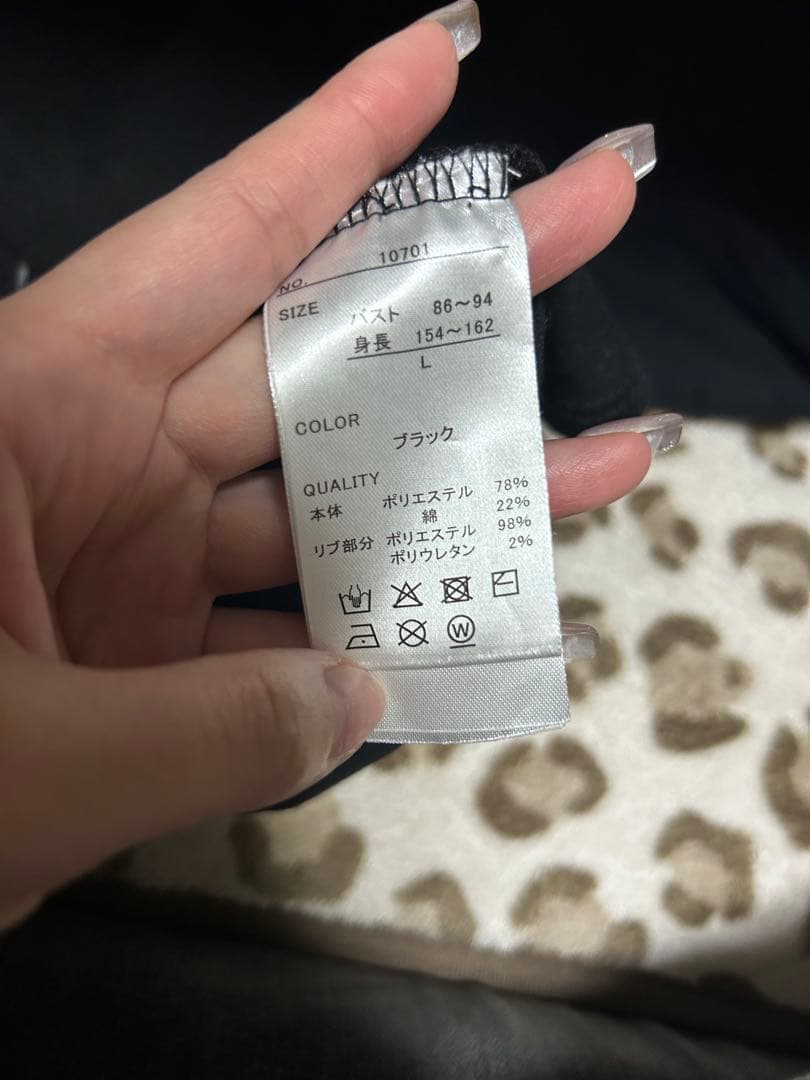 NO. 10701
SIZE バスト 86～94
身長 154～162
L
COLOR
ブラック
QUALITY
本体 ポリエステル 78%
綿 22%
リブ部分 ポリエステル 98%
ポリウレタン 2%
W